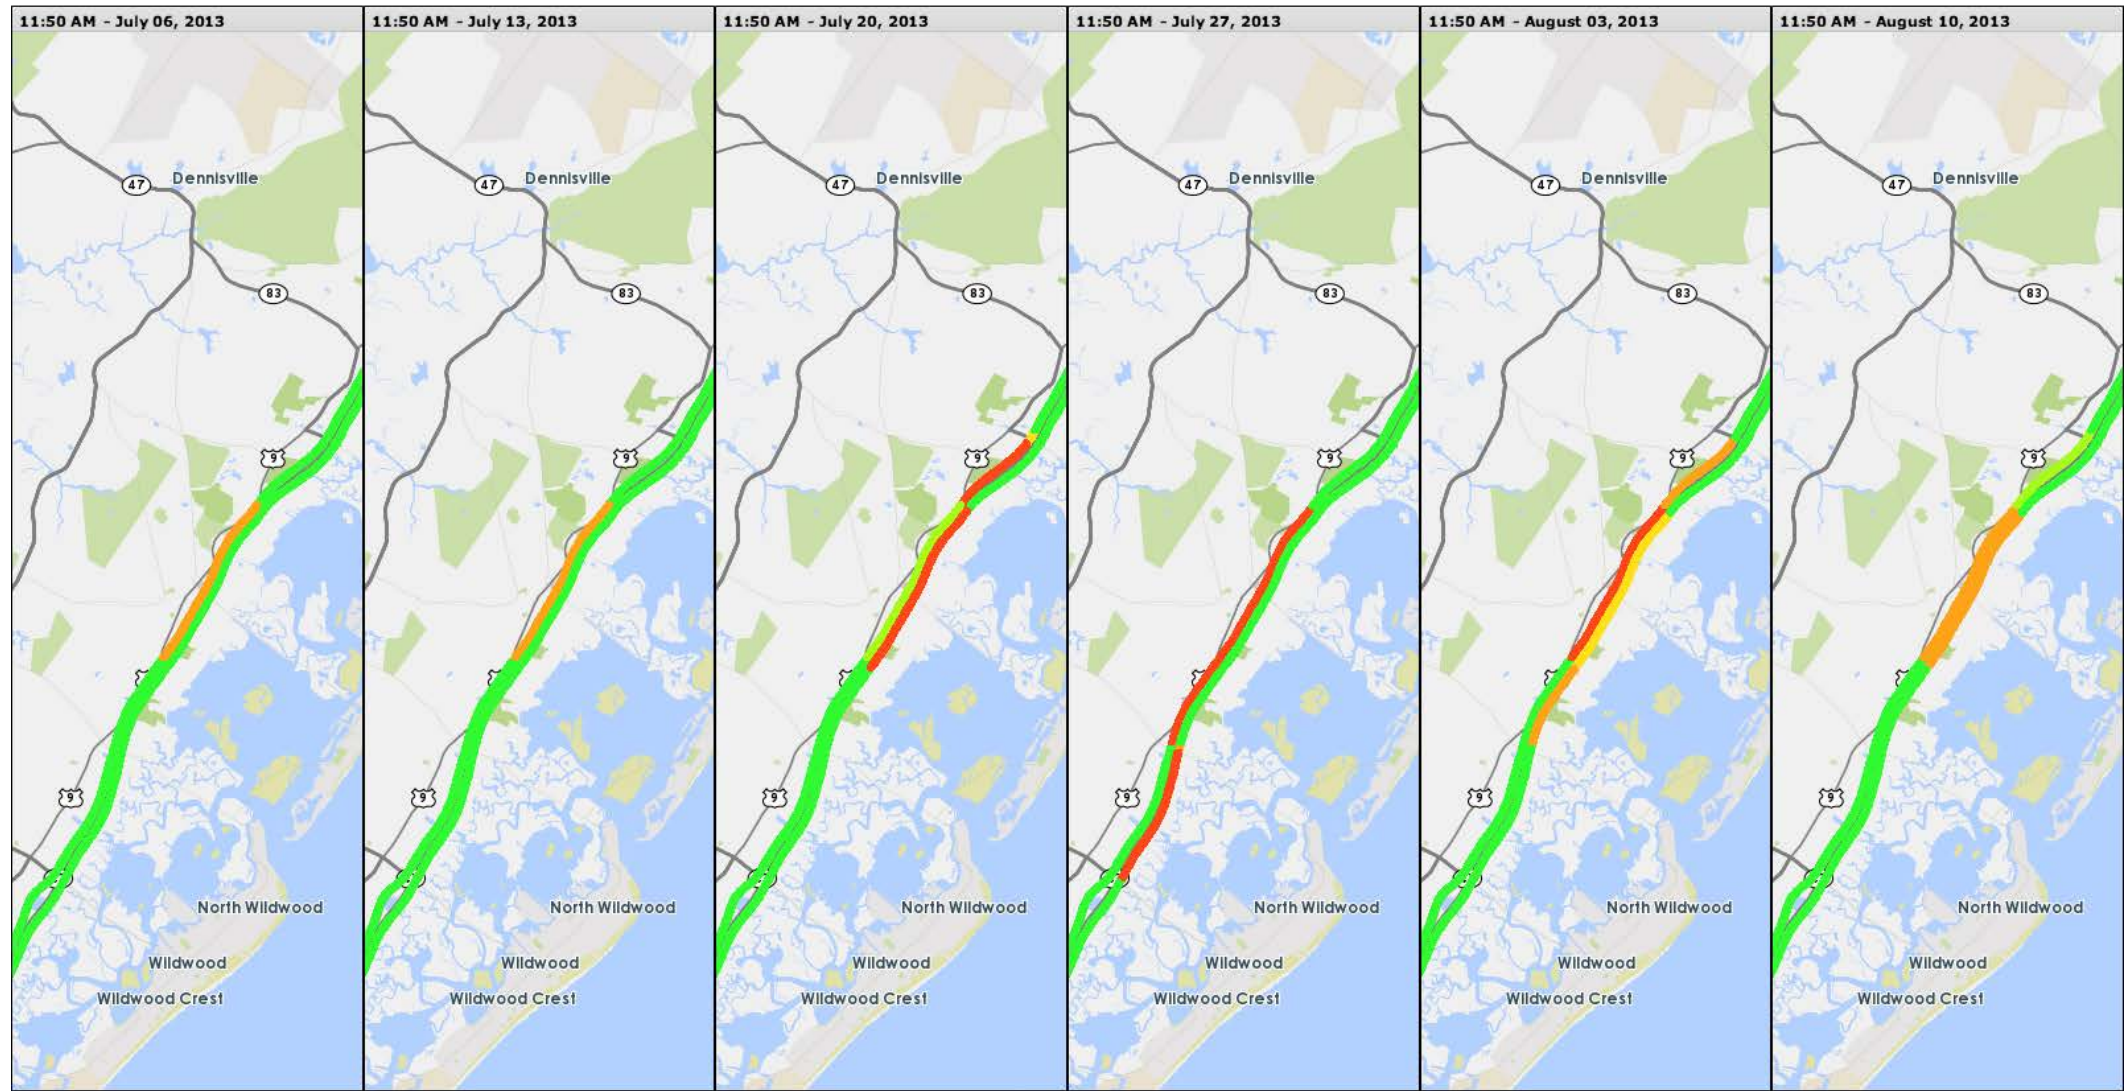 11:50 AM - July 06, 2013
47
Dennisville
83
9
9
North Wildwood
Wildwood
Wildwood Crest
11:50 AM - July 13, 2013
47
Dennisville
83
9
9
North Wildwood
Wildwood
Wildwood Crest
11:50 AM - July 20, 2013
47
Dennisville
83
9
9
North Wildwood
Wildwood
Wildwood Crest
11:50 AM - July 27, 2013
47
Dennisville
83
9
9
North Wildwood
Wildwood
Wildwood Crest
11:50 AM - August 03, 2013
47
Dennisville
83
9
9
North Wildwood
Wildwood
Wildwood Crest
11:50 AM - August 10, 2013
47
Dennisville
83
9
9
North Wildwood
Wildwood
Wildwood Crest